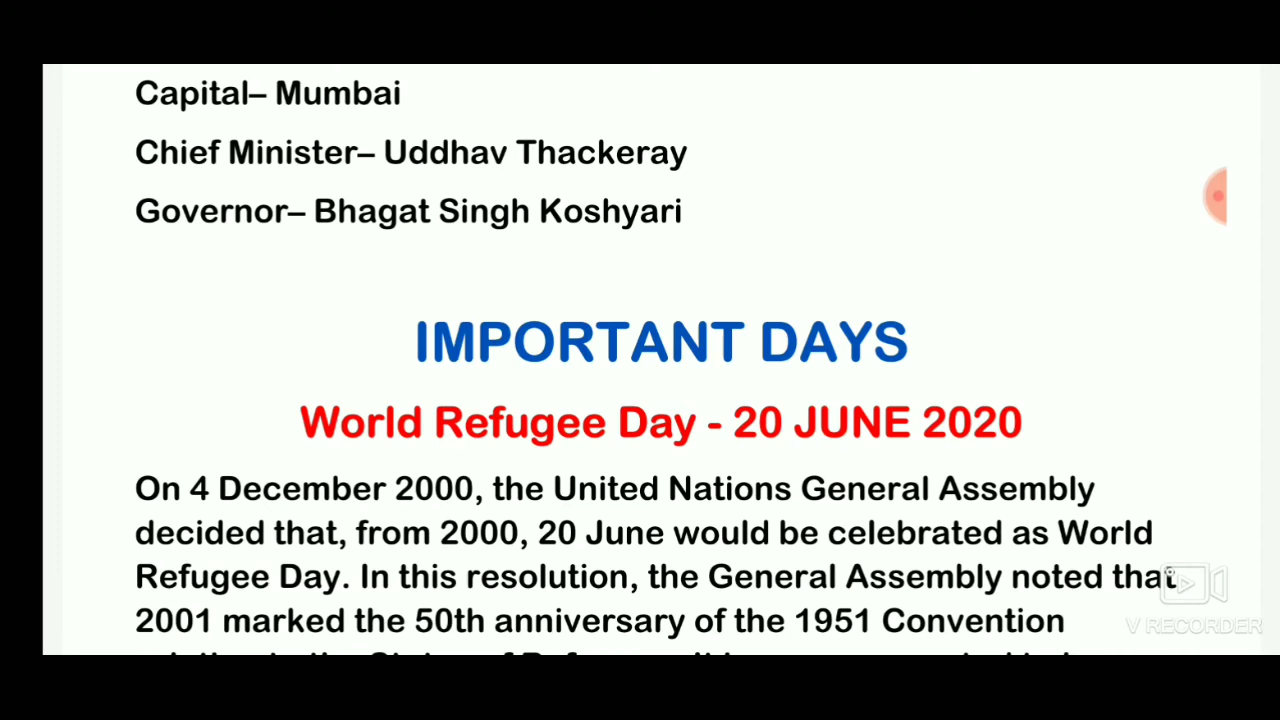 Capital– Mumbai
Chief Minister– Uddhav Thackeray
Governor– Bhagat Singh Koshyari
IMPORTANT DAYS
World Refugee Day - 20 JUNE 2020
On 4 December 2000, the United Nations General Assembly
decided that, from 2000, 20 June would be celebrated as World
Refugee Day. In this resolution, the General Assembly noted that
2001 marked the 50th anniversary of the 1951 Convention
V RECORDER